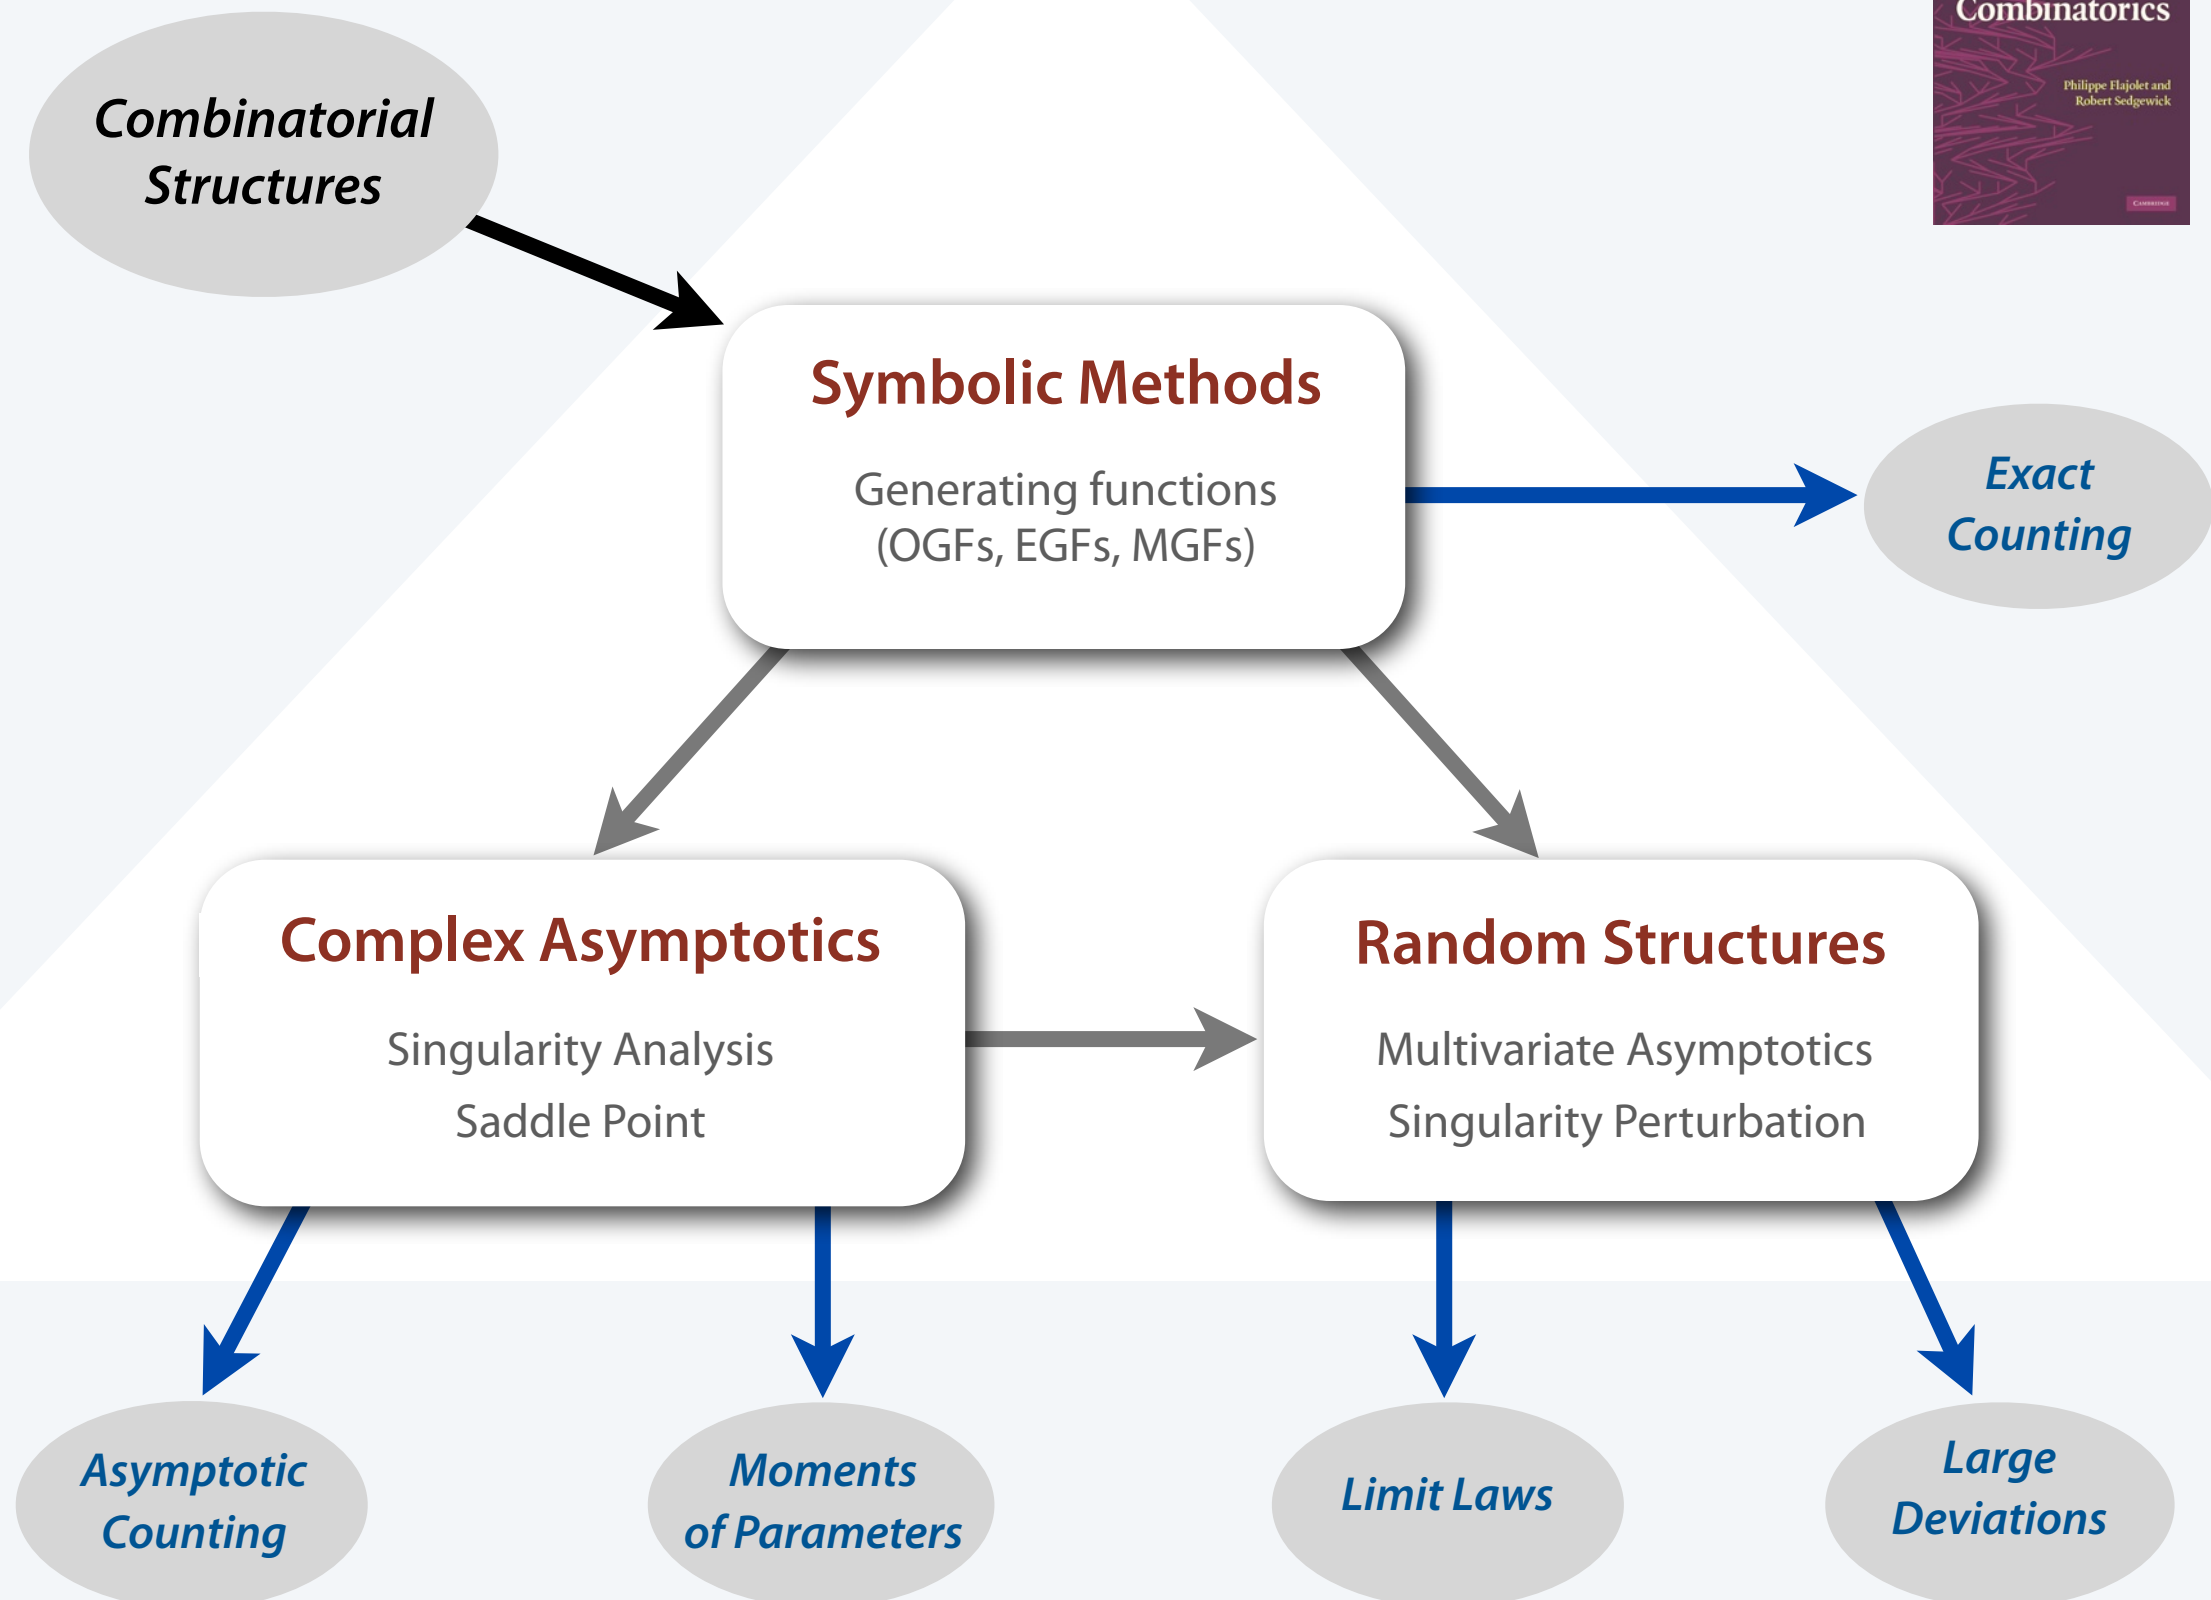 Combinatorics
Philippe Flajolet and
Robert Sedgewick
CAMBRIDGE
Combinatorial
Structures
Symbolic Methods
Generating functions
(OGFs, EGFs, MGFs)
Exact
Counting
Complex Asymptotics
Singularity Analysis
Saddle Point
Random Structures
Multivariate Asymptotics
Singularity Perturbation
Asymptotic
Counting
Moments
of Parameters
Limit Laws
Large
Deviations